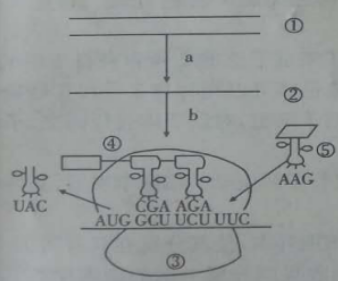 ①
a
②
b
④
⑤
AAG
UAC
CGA AGA
AUG GCU UCU UUC
③